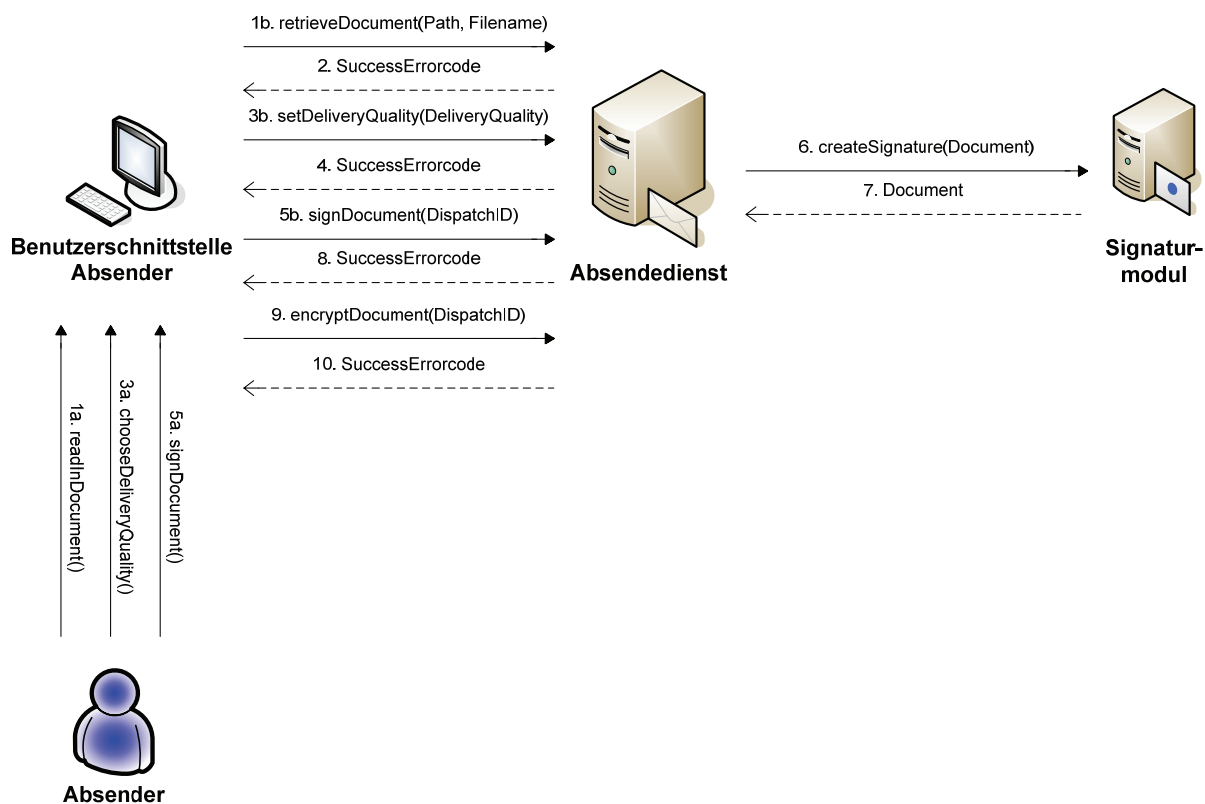 1b. retrieveDocument(Path, Filename)
2. SuccessErrorcode
3b. setDeliveryQuality(DeliveryQuality)
4. SuccessErrorcode
5b. signDocument(DispatchID)
8. SuccessErrorcode
9. encryptDocument(DispatchID)
10. SuccessErrorcode
6. createSignature(Document)
7. Document
Benutzerschnittstelle
Absender
Absendedienst
Signatur-
modul
1a. readInDocument()
3a. chooseDeliveryQuality()
5a. signDocument()
Absender